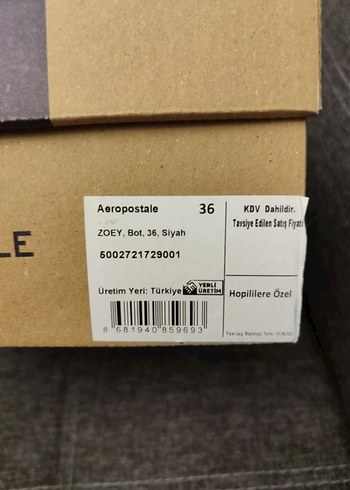 LE
Aeropostale 36
ZOEY, Bot, 36, Siyah
5002721729001
Üretim Yeri: Türkiye YERLİ ÜRETİM
8 681940 859693
KDV Dahildir.
Tavsiye Edilen Satış Fiyatı
Hopililere Özel